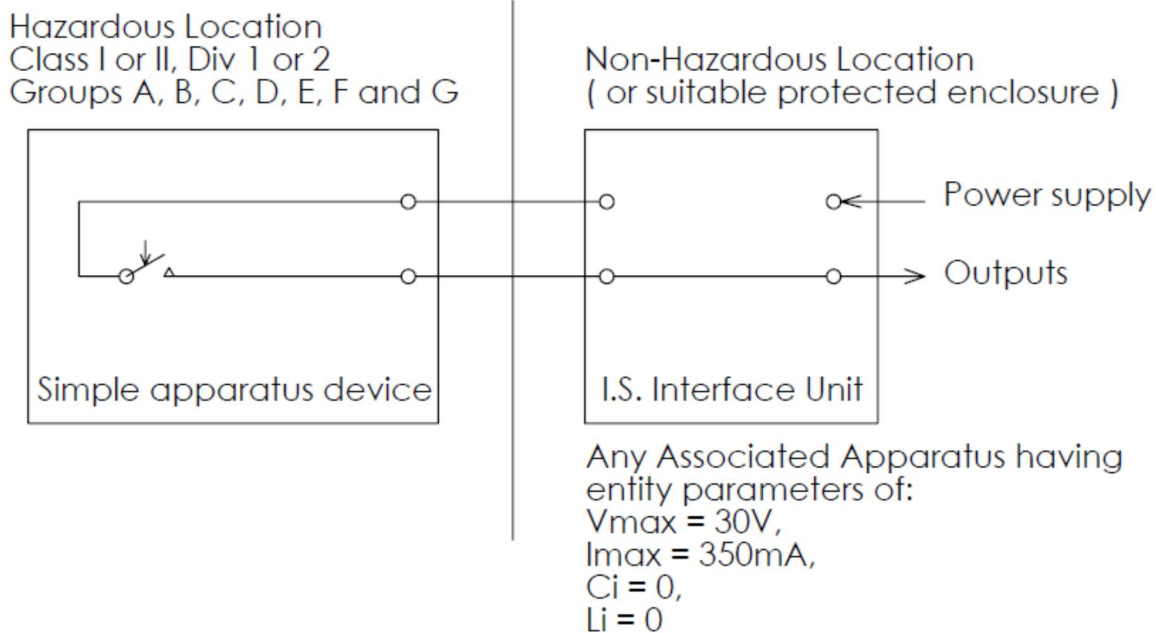 Hazardous Location
Class I or II, Div 1 or 2
Groups A, B, C, D, E, F and G
Non-Hazardous Location
( or suitable protected enclosure )
Power supply
Outputs
Simple apparatus device
I.S. Interface Unit
Any Associated Apparatus having
entity parameters of:
Vmax = 30V,
Imax = 350mA,
Ci = 0,
Li = 0